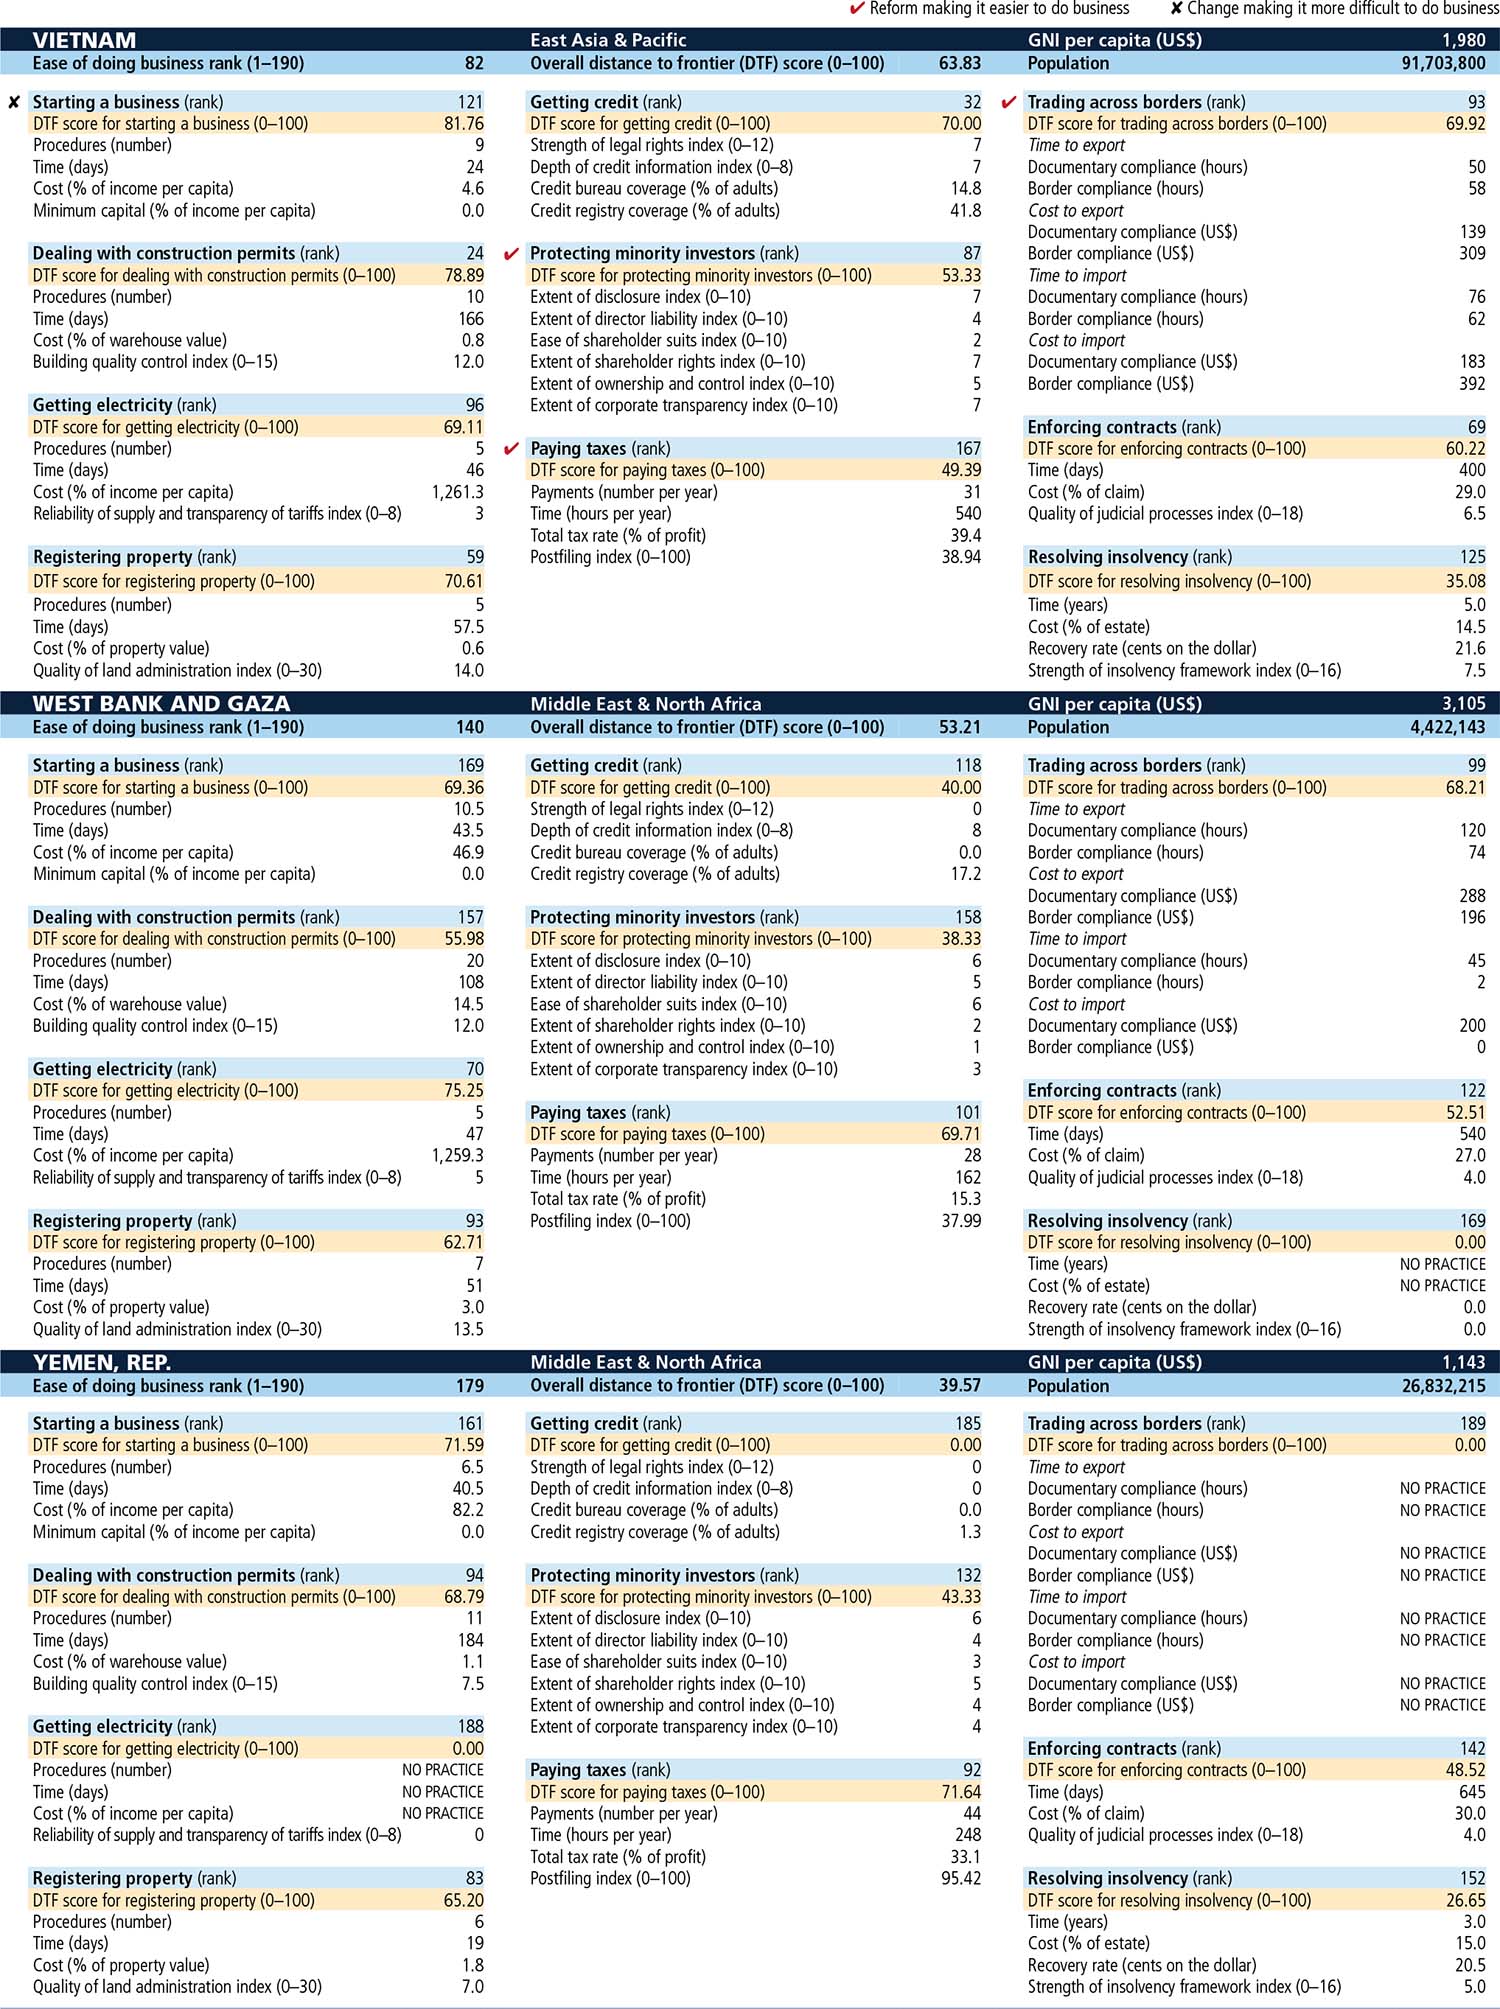 ✔ Reform making it easier to do business ✘ Change making it more difficult to do business
VIETNAM East Asia & Pacific GNI per capita (US$) 1,980
Ease of doing business rank (1–190) 82 Overall distance to frontier (DTF) score (0–100) 63.83 Population 91,703,800
✘ Starting a business (rank) 121
DTF score for starting a business (0–100) 81.76
Procedures (number) 9
Time (days) 24
Cost (% of income per capita) 4.6
Minimum capital (% of income per capita) 0.0
Dealing with construction permits (rank) 24
DTF score for dealing with construction permits (0–100) 78.89
Procedures (number) 10
Time (days) 166
Cost (% of warehouse value) 0.8
Building quality control index (0–15) 12.0
Getting electricity (rank) 96
DTF score for getting electricity (0–100) 69.11
Procedures (number) 5
Time (days) 46
Cost (% of income per capita) 1,261.3
Reliability of supply and transparency of tariffs index (0–8) 3
Registering property (rank) 59
DTF score for registering property (0–100) 70.61
Procedures (number) 5
Time (days) 57.5
Cost (% of property value) 0.6
Quality of land administration index (0–30) 14.0
Getting credit (rank) 32
DTF score for getting credit (0–100) 70.00
Strength of legal rights index (0–12) 7
Depth of credit information index (0–8) 7
Credit bureau coverage (% of adults) 14.8
Credit registry coverage (% of adults) 41.8
✔ Protecting minority investors (rank) 87
DTF score for protecting minority investors (0–100) 53.33
Extent of disclosure index (0–10) 7
Extent of director liability index (0–10) 4
Ease of shareholder suits index (0–10) 2
Extent of shareholder rights index (0–10) 7
Extent of ownership and control index (0–10) 5
Extent of corporate transparency index (0–10) 7
✔ Paying taxes (rank) 167
DTF score for paying taxes (0–100) 49.39
Payments (number per year) 31
Time (hours per year) 540
Total tax rate (% of profit) 39.4
Postfiling index (0–100) 38.94
✔ Trading across borders (rank) 93
DTF score for trading across borders (0–100) 69.92
Time to export
Documentary compliance (hours) 50
Border compliance (hours) 58
Cost to export
Documentary compliance (US$) 139
Border compliance (US$) 309
Time to import
Documentary compliance (hours) 76
Border compliance (hours) 62
Cost to import
Documentary compliance (US$) 183
Border compliance (US$) 392
Enforcing contracts (rank) 69
DTF score for enforcing contracts (0–100) 60.22
Time (days) 400
Cost (% of claim) 29.0
Quality of judicial processes index (0–18) 6.5
Resolving insolvency (rank) 125
DTF score for resolving insolvency (0–100) 35.08
Time (years) 5.0
Cost (% of estate) 14.5
Recovery rate (cents on the dollar) 21.6
Strength of insolvency framework index (0–16) 7.5
WEST BANK AND GAZA Middle East & North Africa GNI per capita (US$) 3,105
Ease of doing business rank (1–190) 140 Overall distance to frontier (DTF) score (0–100) 53.21 Population 4,422,143
Starting a business (rank) 169
DTF score for starting a business (0–100) 69.36
Procedures (number) 10.5
Time (days) 43.5
Cost (% of income per capita) 46.9
Minimum capital (% of income per capita) 0.0
Dealing with construction permits (rank) 157
DTF score for dealing with construction permits (0–100) 55.98
Procedures (number) 20
Time (days) 108
Cost (% of warehouse value) 14.5
Building quality control index (0–15) 12.0
Getting electricity (rank) 70
DTF score for getting electricity (0–100) 75.25
Procedures (number) 5
Time (days) 47
Cost (% of income per capita) 1,259.3
Reliability of supply and transparency of tariffs index (0–8) 5
Registering property (rank) 93
DTF score for registering property (0–100) 62.71
Procedures (number) 7
Time (days) 51
Cost (% of property value) 3.0
Quality of land administration index (0–30) 13.5
Getting credit (rank) 118
DTF score for getting credit (0–100) 40.00
Strength of legal rights index (0–12) 0
Depth of credit information index (0–8) 8
Credit bureau coverage (% of adults) 0.0
Credit registry coverage (% of adults) 17.2
Protecting minority investors (rank) 158
DTF score for protecting minority investors (0–100) 38.33
Extent of disclosure index (0–10) 6
Extent of director liability index (0–10) 5
Ease of shareholder suits index (0–10) 6
Extent of shareholder rights index (0–10) 2
Extent of ownership and control index (0–10) 1
Extent of corporate transparency index (0–10) 3
Paying taxes (rank) 101
DTF score for paying taxes (0–100) 69.71
Payments (number per year) 28
Time (hours per year) 162
Total tax rate (% of profit) 15.3
Postfiling index (0–100) 37.99
Trading across borders (rank) 99
DTF score for trading across borders (0–100) 68.21
Time to export
Documentary compliance (hours) 120
Border compliance (hours) 74
Cost to export
Documentary compliance (US$) 288
Border compliance (US$) 196
Time to import
Documentary compliance (hours) 45
Border compliance (hours) 2
Cost to import
Documentary compliance (US$) 200
Border compliance (US$) 0
Enforcing contracts (rank) 122
DTF score for enforcing contracts (0–100) 52.51
Time (days) 540
Cost (% of claim) 27.0
Quality of judicial processes index (0–18) 4.0
Resolving insolvency (rank) 169
DTF score for resolving insolvency (0–100) 0.00
Time (years) NO PRACTICE
Cost (% of estate) NO PRACTICE
Recovery rate (cents on the dollar) 0.0
Strength of insolvency framework index (0–16) 0.0
YEMEN, REP. Middle East & North Africa GNI per capita (US$) 1,143
Ease of doing business rank (1–190) 179 Overall distance to frontier (DTF) score (0–100) 39.57 Population 26,832,215
Starting a business (rank) 161
DTF score for starting a business (0–100) 71.59
Procedures (number) 6.5
Time (days) 40.5
Cost (% of income per capita) 82.2
Minimum capital (% of income per capita) 0.0
Dealing with construction permits (rank) 94
DTF score for dealing with construction permits (0–100) 68.79
Procedures (number) 11
Time (days) 184
Cost (% of warehouse value) 1.1
Building quality control index (0–15) 7.5
Getting electricity (rank) 188
DTF score for getting electricity (0–100) 0.00
Procedures (number) NO PRACTICE
Time (days) NO PRACTICE
Cost (% of income per capita) NO PRACTICE
Reliability of supply and transparency of tariffs index (0–8) 0
Registering property (rank) 83
DTF score for registering property (0–100) 65.20
Procedures (number) 6
Time (days) 19
Cost (% of property value) 1.8
Quality of land administration index (0–30) 7.0
Getting credit (rank) 185
DTF score for getting credit (0–100) 0.00
Strength of legal rights index (0–12) 0
Depth of credit information index (0–8) 0
Credit bureau coverage (% of adults) 0.0
Credit registry coverage (% of adults) 1.3
Protecting minority investors (rank) 132
DTF score for protecting minority investors (0–100) 43.33
Extent of disclosure index (0–10) 6
Extent of director liability index (0–10) 4
Ease of shareholder suits index (0–10) 3
Extent of shareholder rights index (0–10) 5
Extent of ownership and control index (0–10) 4
Extent of corporate transparency index (0–10) 4
Paying taxes (rank) 92
DTF score for paying taxes (0–100) 71.64
Payments (number per year) 44
Time (hours per year) 248
Total tax rate (% of profit) 33.1
Postfiling index (0–100) 95.42
Trading across borders (rank) 189
DTF score for trading across borders (0–100) 0.00
Time to export
Documentary compliance (hours) NO PRACTICE
Border compliance (hours) NO PRACTICE
Cost to export
Documentary compliance (US$) NO PRACTICE
Border compliance (US$) NO PRACTICE
Time to import
Documentary compliance (hours) NO PRACTICE
Border compliance (hours) NO PRACTICE
Cost to import
Documentary compliance (US$) NO PRACTICE
Border compliance (US$) NO PRACTICE
Enforcing contracts (rank) 142
DTF score for enforcing contracts (0–100) 48.52
Time (days) 645
Cost (% of claim) 30.0
Quality of judicial processes index (0–18) 4.0
Resolving insolvency (rank) 152
DTF score for resolving insolvency (0–100) 26.65
Time (years) 3.0
Cost (% of estate) 15.0
Recovery rate (cents on the dollar) 20.5
Strength of insolvency framework index (0–16) 5.0